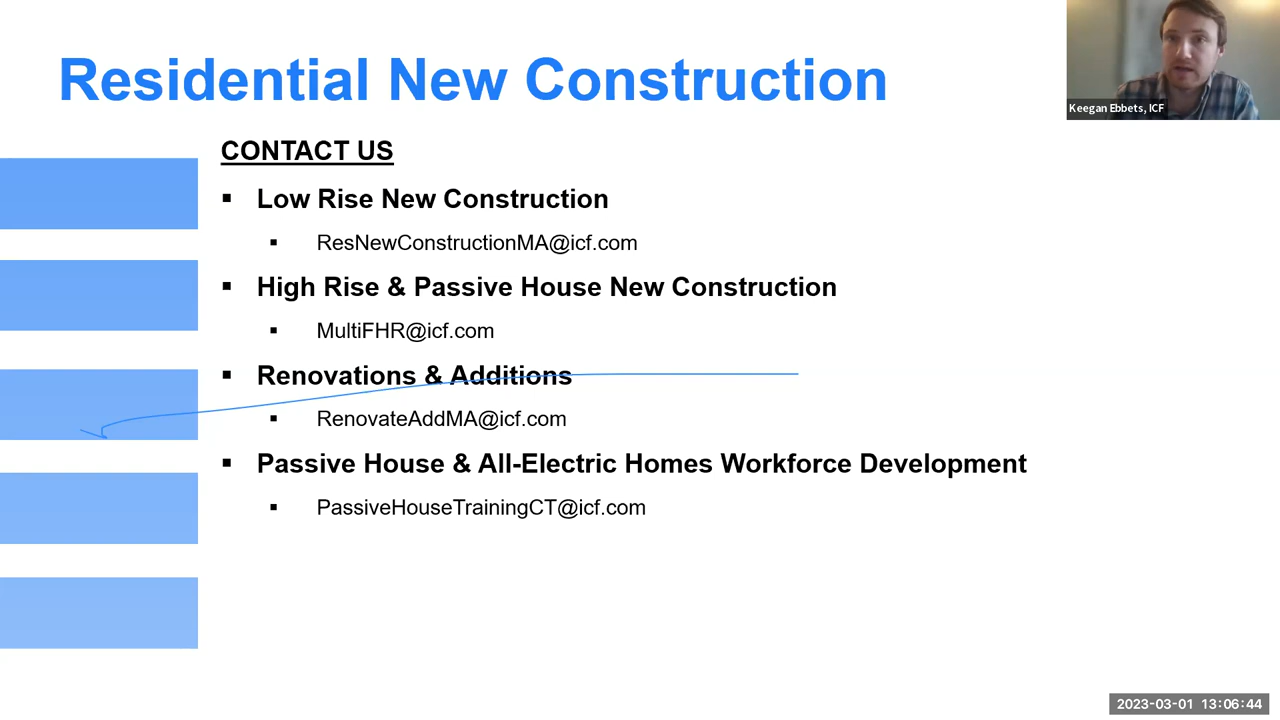 Residential New Construction
Keegan Ebbets, ICF
CONTACT US
Low Rise New Construction
ResNewConstructionMA@icf.com
High Rise & Passive House New Construction
MultiFHR@icf.com
Renovations & Additions
RenovateAddMA@icf.com
Passive House & All-Electric Homes Workforce Development
PassiveHouseTrainingCT@icf.com
2023-03-01 13:06:44